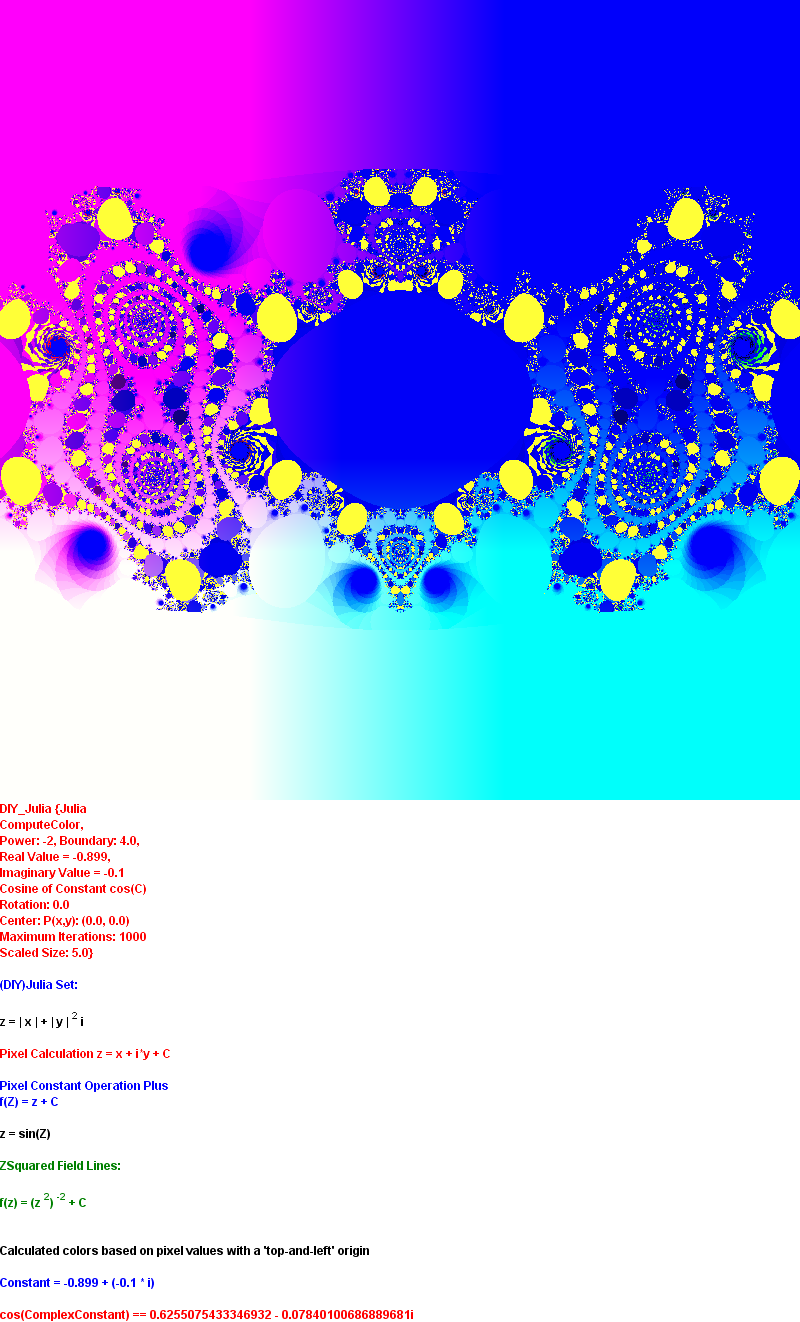 DIY_Julia {Julia
ComputeColor,
Power: -2, Boundary: 4.0,
Real Value = -0.899,
Imaginary Value = -0.1
Cosine of Constant cos(C)
Rotation: 0.0
Center: P(x,y): (0.0, 0.0)
Maximum Iterations: 1000
Scaled Size: 5.0}
(DIY)Julia Set:
z = | x | + | y | 2 i
Pixel Calculation z = x + i*y + C
Pixel Constant Operation Plus
f(Z) = z + C
z = sin(Z)
ZSquared Field Lines:
f(z) = (z 2) -2 + C
Calculated colors based on pixel values with a 'top-and-left' origin
Constant = -0.899 + (-0.1 * i)
cos(ComplexConstant) == 0.6255075433346932 - 0.07840100686889681i